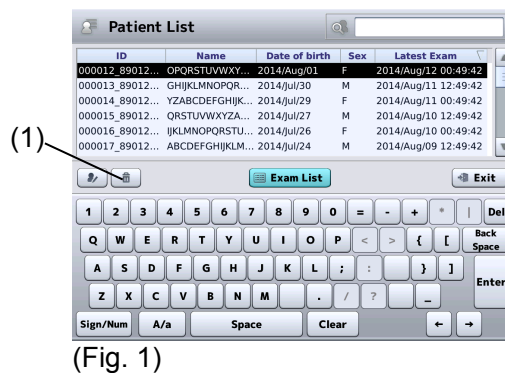 Patient List
ID Name Date of birth Sex Latest Exam
000012_89012... OPQRSTUVWXY... 2014/Aug/01 F 2014/Aug/12 00:49:42
000013_89012... GHIJKLMNOPQR... 2014/Jul/30 M 2014/Aug/11 12:49:42
000014_89012... YZABCDEFGHIJK... 2014/Jul/29 F 2014/Aug/11 00:49:42
000015_89012... QRSTUVWXYZA... 2014/Jul/27 M 2014/Aug/10 12:49:42
000016_89012... IJKLMNOPQRSTU... 2014/Jul/26 F 2014/Aug/10 00:49:42
000017_89012... ABCDEFGHIJKLM... 2014/Jul/24 M 2014/Aug/09 12:49:42
(1)
Exam List Exit
1 2 3 4 5 6 7 8 9 0 = - + * | Del
Q W E R T Y U I O P < > { [ Back Space
A S D F G H J K L ; : } ] Enter
Z X C V B N M . / ? _
Sign/Num A/a Space Clear ← →
(Fig. 1)